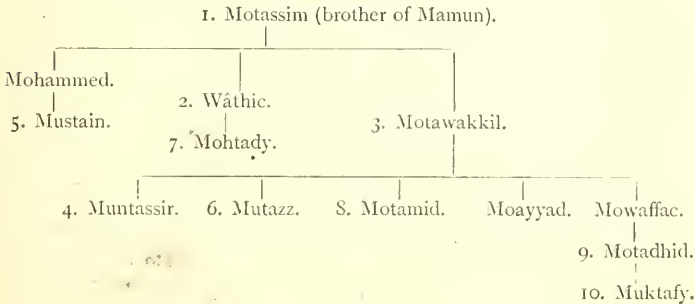 1. Motassim (brother of Mamun).
Mohammed.
2. Wâthic.
5. Mustain.
3. Motawakkil.
7. Mohtady.
4. Muntassir. 6. Mutazz. 8. Motamid. Moayyad. Mowaffac.
9. Motadhid.
10. Muktafy.